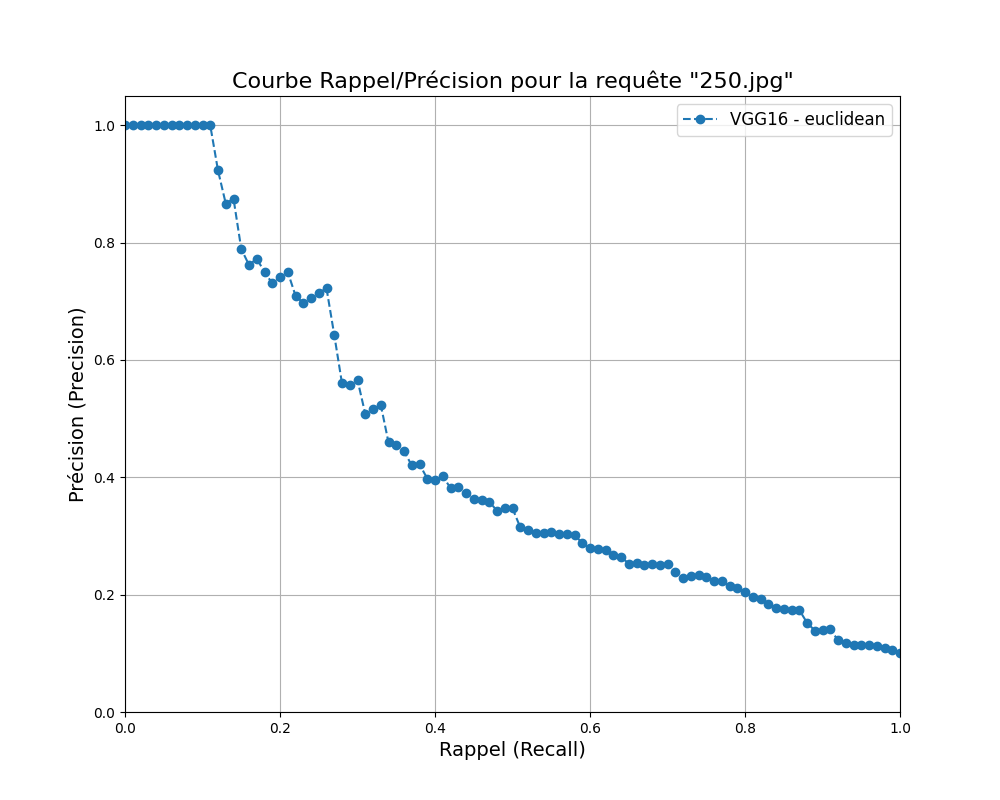 Courbe Rappel/Précision pour la requête "250.jpg"
VGG16 - euclidean
1.0
0.8
0.6
0.4
0.2
0.0
Précision (Precision)
0.0 0.2 0.4 0.6 0.8 1.0
Rappel (Recall)